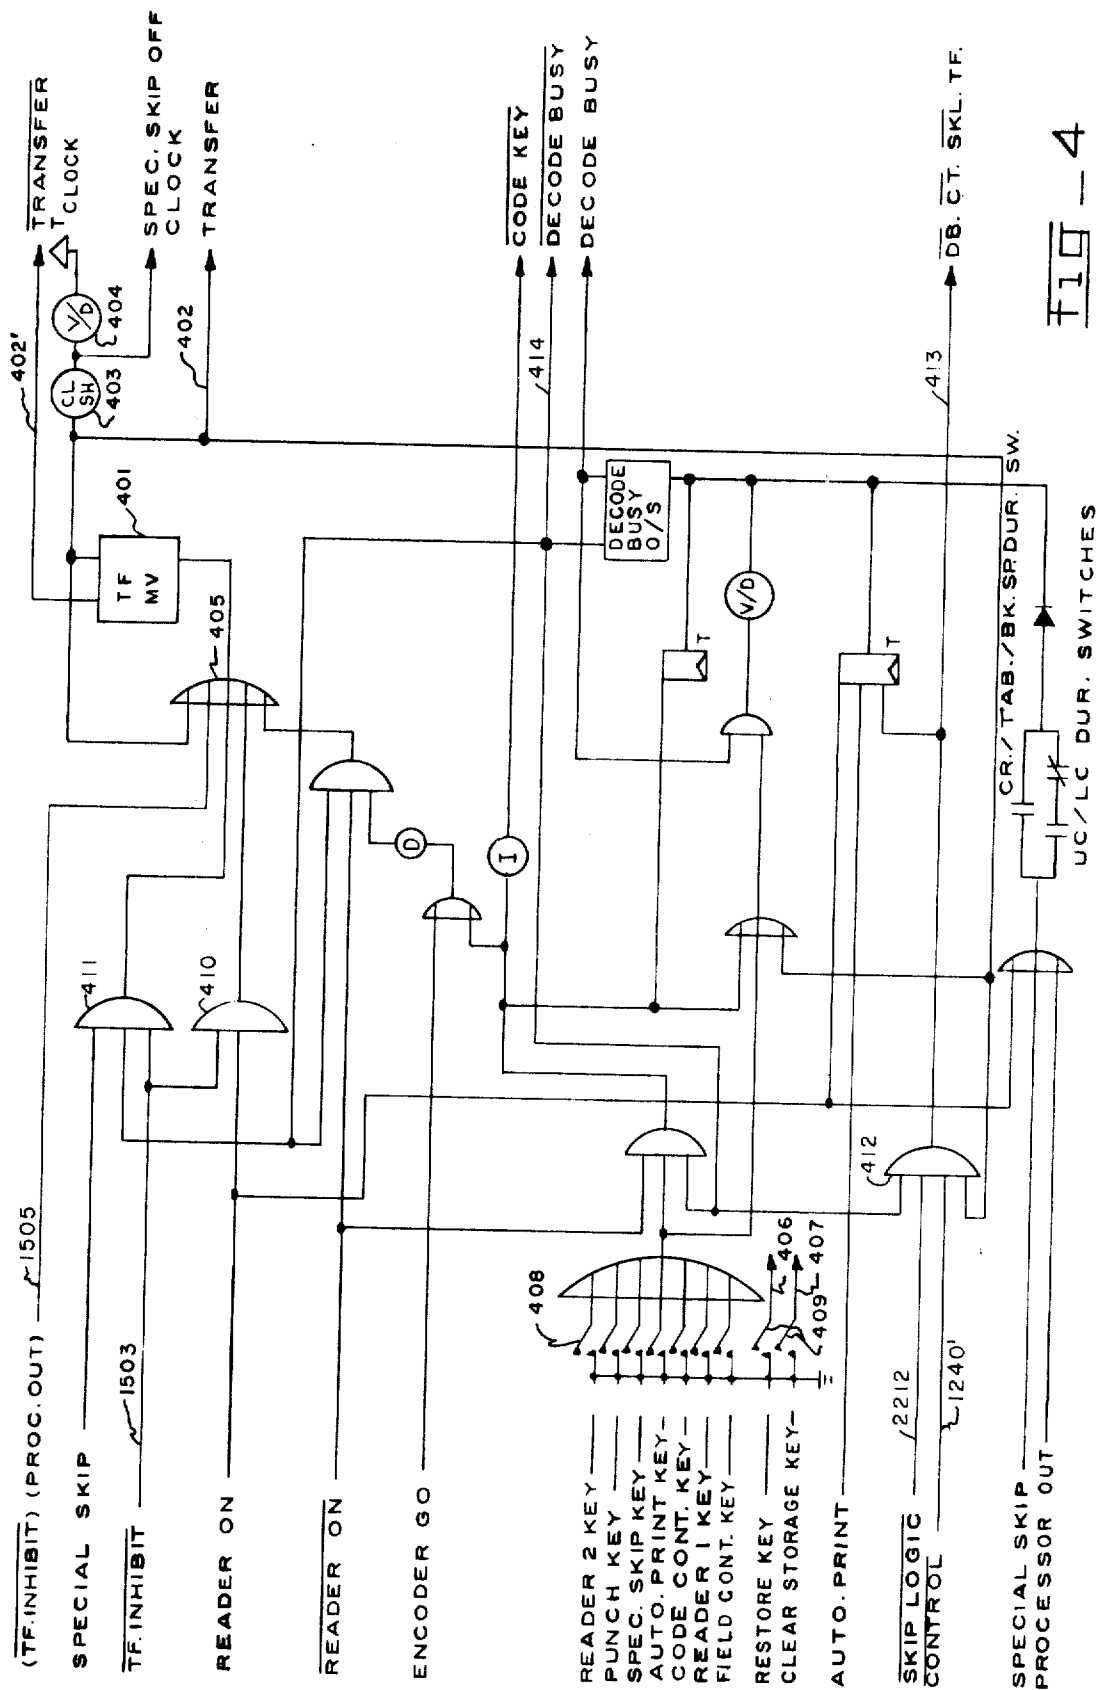 (TF.INHIBIT) (PROC.OUT)
1505
SPECIAL SKIP
TF.INHIBIT
1503
READER ON
READER ON
ENCODER GO
READER 2 KEY
PUNCH KEY
SPEC. SKIP KEY
AUTO. PRINT KEY
CODE CONT. KEY
READER 1 KEY
FIELD CONT. KEY
RESTORE KEY
CLEAR STORAGE KEY
AUTO. PRINT
SKIP LOGIC
CONTROL
2212
1240'
SPECIAL SKIP
PROCESSOR OUT
408
406
407
409
411
410
412
405
D
I
401
TF
MV
402'
CL
SH
403
V/D
404
402
414
DECODE
BUSY
O/S
T
V/D
T
413
CR./TAB./BK.SP.DUR. SW.
UC/LC DUR. SWITCHES
TRANSFER
T CLOCK
SPEC. SKIP OFF
CLOCK
TRANSFER
CODE KEY
DECODE BUSY
DECODE BUSY
DB. CT. SKL. TF.
FIG-4